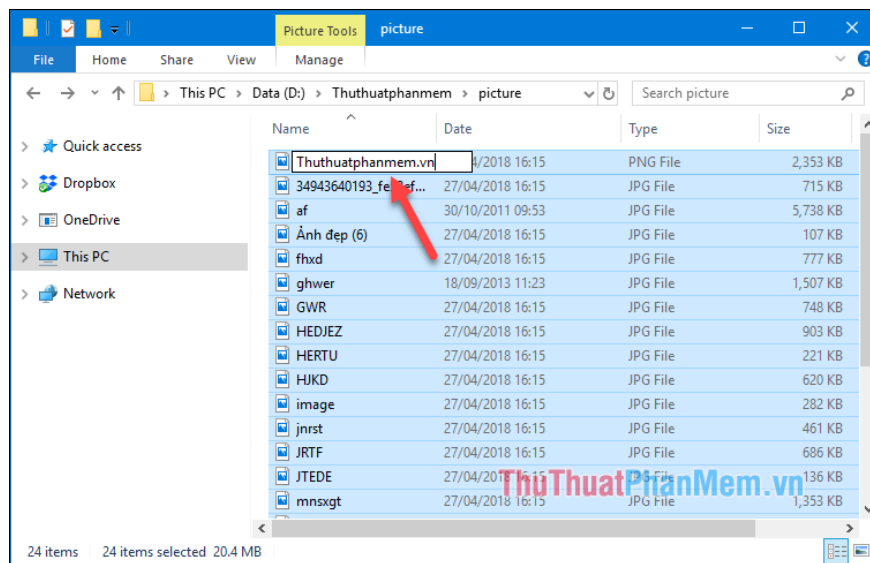 Picture Tools picture
File Home Share View Manage
This PC > Data (D:) > Thuthuatphanmem > picture Search picture
Name Date Type Size
Quick access
Dropbox
OneDrive
This PC
Network
Thuthuatphanmem.vn 4/2018 16:15 PNG File 2,353 KB
34943640193_fe 27/04/2018 16:15 JPG File 715 KB
af 30/10/2011 09:53 JPG File 5,738 KB
Ảnh đẹp (6) 27/04/2018 16:15 JPG File 107 KB
fhxd 27/04/2018 16:15 JPG File 777 KB
ghwer 18/09/2013 11:23 JPG File 1,507 KB
GWR 27/04/2018 16:15 JPG File 748 KB
HEDJEZ 27/04/2018 16:15 JPG File 903 KB
HERTU 27/04/2018 16:15 JPG File 221 KB
HJKD 27/04/2018 16:15 JPG File 620 KB
image 27/04/2018 16:15 JPG File 282 KB
jnrst 27/04/2018 16:15 JPG File 461 KB
JRTF 27/04/2018 16:15 JPG File 686 KB
JTEDE 27/04/2018 16:15 JPG File 136 KB
ThuThuatPhanMem.vn
mnsxgt 27/04/2018 16:15 JPG File 1,353 KB
24 items 24 items selected 20.4 MB